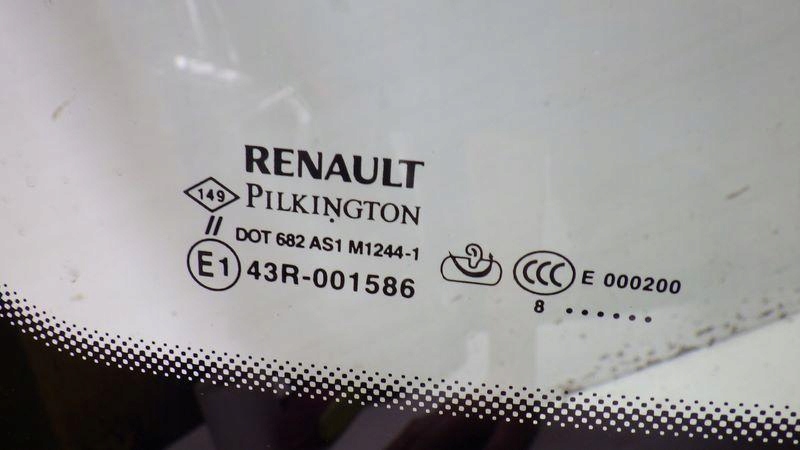 RENAULT
149 PILKINGTON
// DOT 682 AS1 M1244-1
E1 43R-001586
CCC E 000200
8 ......